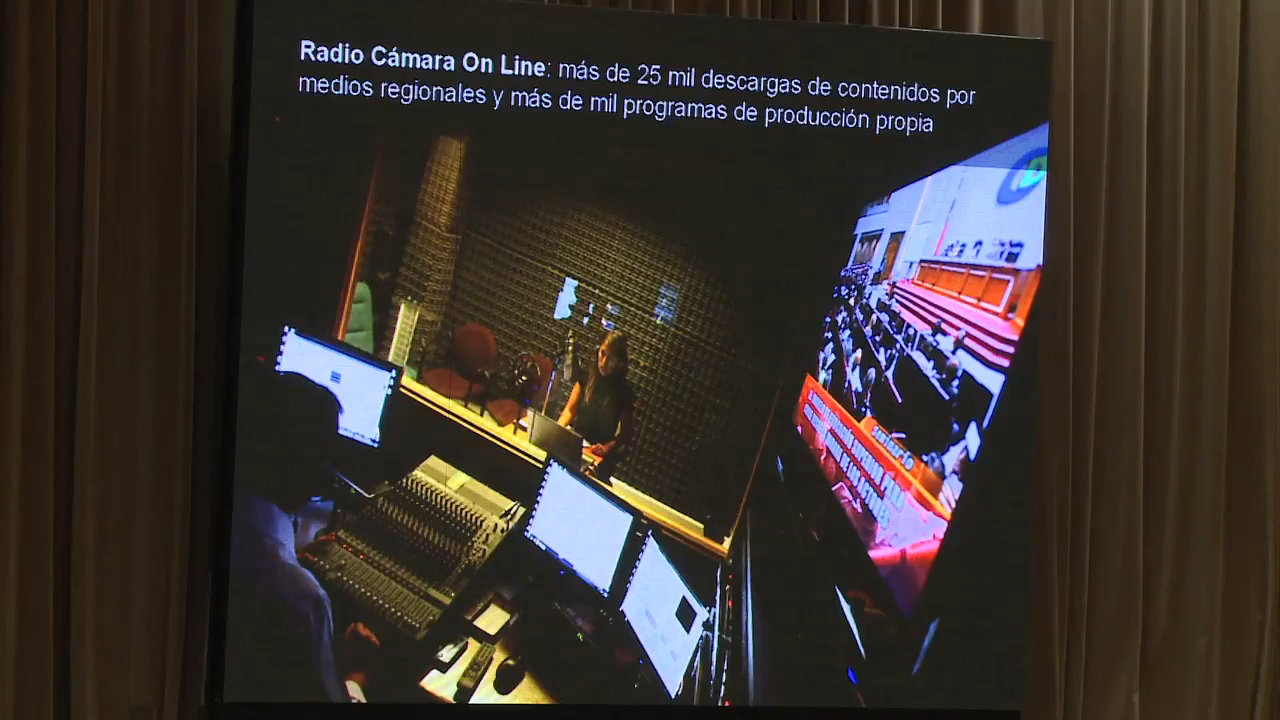 Radio Cámara On Line: más de 25 mil descargas de contenidos por
medios regionales y más de mil programas de producción propia